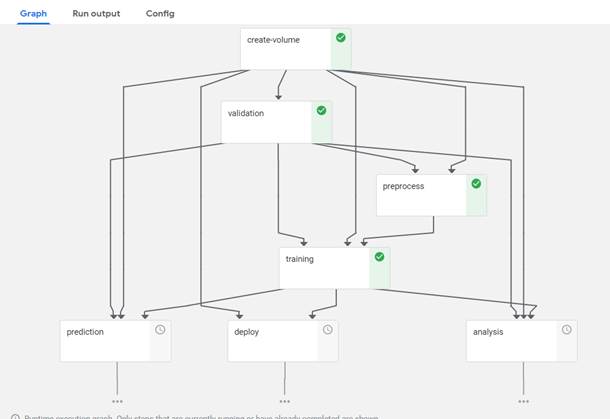 Graph Run output Config
create-volume
validation
preprocess
training
prediction deploy analysis
Runtime execution graph. Only steps that are currently running or have already completed are shown.